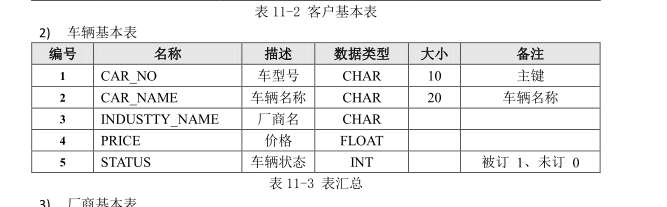 表 11-2 客户基本表
2) 车辆基本表
编号 名称 描述 数据类型 大小 备注
1 CAR_NO 车型号 CHAR 10 主键
2 CAR_NAME 车辆名称 CHAR 20 车辆名称
3 INDUSTTY_NAME 厂商名 CHAR
4 PRICE 价格 FLOAT
5 STATUS 车辆状态 INT 被订 1、未订 0
表 11-3 表汇总
3) 厂商基本表